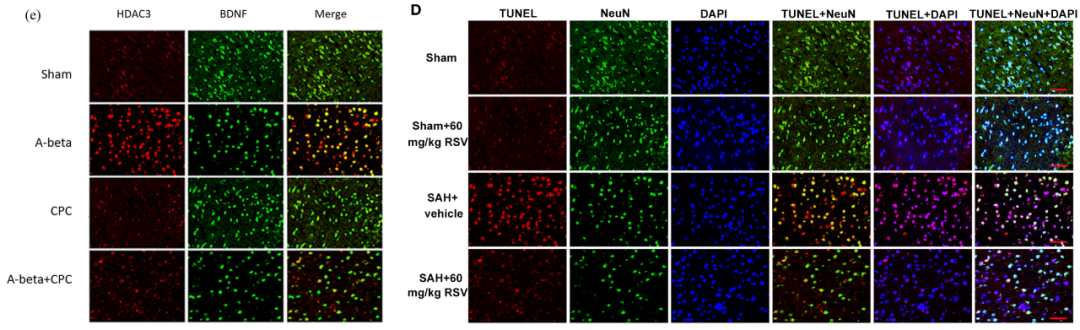 (e)
HDAC3 BDNF Merge
Sham
A-beta
CPC
A-beta+CPC
D
TUNEL NeuN DAPI TUNEL+NeuN TUNEL+DAPI TUNEL+NeuN+DAPI
Sham
Sham+60
mg/kg RSV
SAH+
vehicle
SAH+60
mg/kg RSV